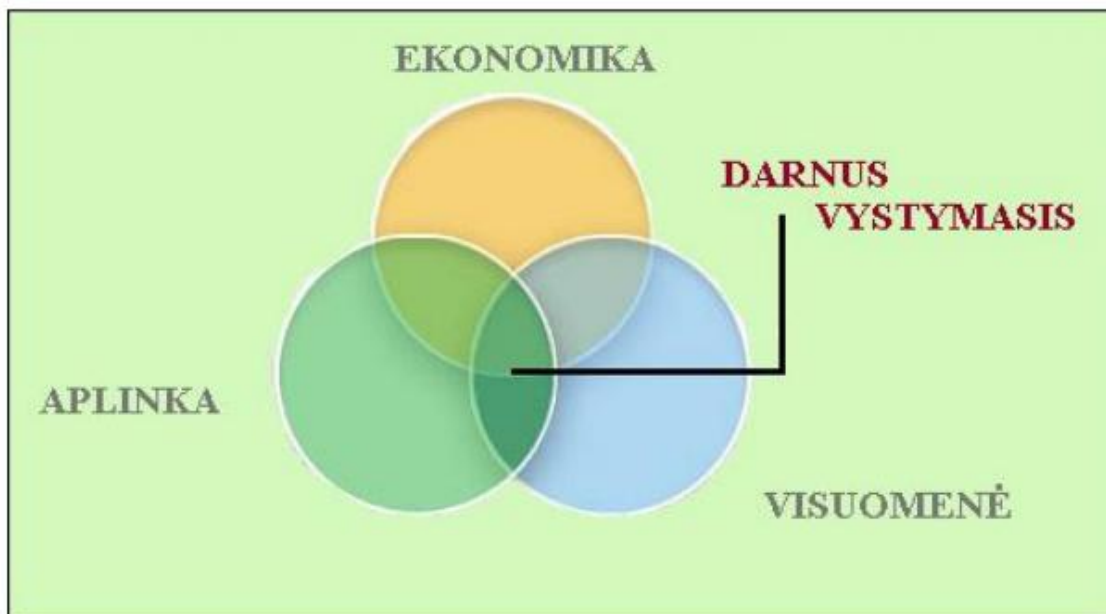 EKONOMIKA
DARNUS
VYSTYMASIS
APLINKA
VISUOMENĖ